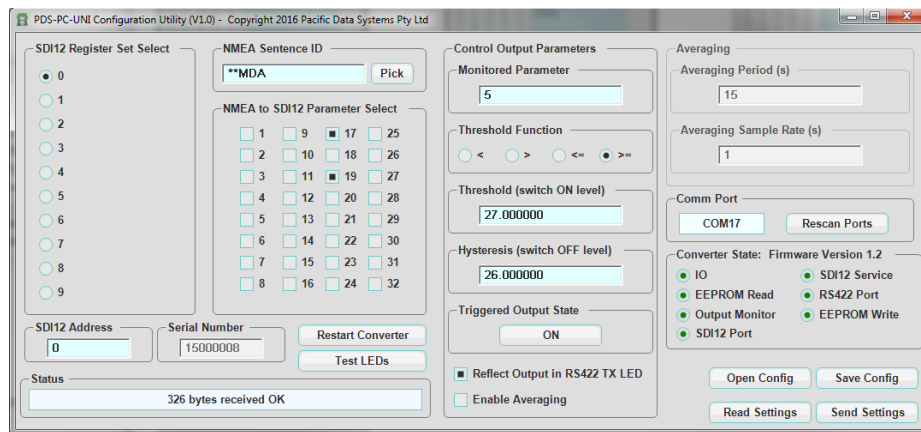 PDS-PC-UNI Configuration Utility (V1.0) - Copyright 2016 Pacific Data Systems Pty Ltd
SDI12 Register Set Select
0
1
2
3
4
5
6
7
8
9
SDI12 Address
0
Serial Number
15000008
NMEA Sentence ID
**MDA
Pick
NMEA to SDI12 Parameter Select
1 9 17 25
2 10 18 26
3 11 19 27
4 12 20 28
5 13 21 29
6 14 22 30
7 15 23 31
8 16 24 32
Restart Converter
Test LEDs
Status
326 bytes received OK
Control Output Parameters
Monitored Parameter
5
Threshold Function
< > <= >=
Threshold (switch ON level)
27.000000
Hysteresis (switch OFF level)
26.000000
Triggered Output State
ON
Reflect Output in RS422 TX LED
Enable Averaging
Averaging
Averaging Period (s)
15
Averaging Sample Rate (s)
1
Comm Port
COM17 Rescan Ports
Converter State: Firmware Version 1.2
IO SDI12 Service
EEPROM Read RS422 Port
Output Monitor EEPROM Write
SDI12 Port
Open Config Save Config
Read Settings Send Settings